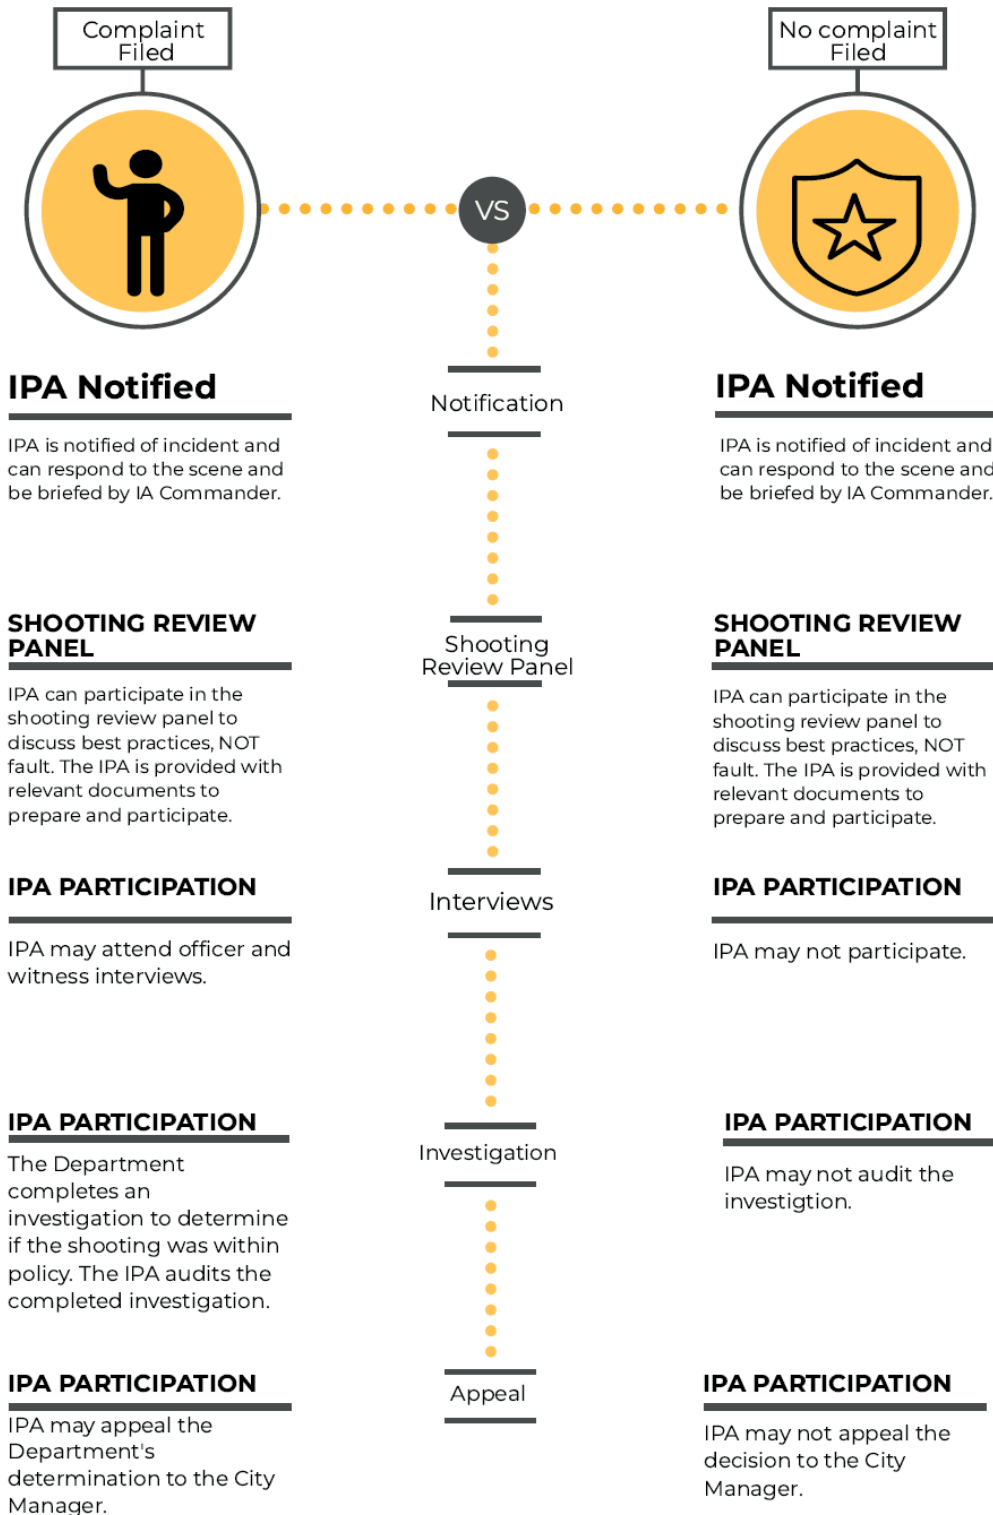 Complaint
Filed
No complaint
Filed
VS
IPA Notified
IPA is notified of incident and
can respond to the scene and
be briefed by IA Commander.
Notification
IPA Notified
IPA is notified of incident and
can respond to the scene and
be briefed by IA Commander.
SHOOTING REVIEW
PANEL
IPA can participate in the
shooting review panel to
discuss best practices, NOT
fault. The IPA is provided with
relevant documents to
prepare and participate.
Shooting
Review Panel
SHOOTING REVIEW
PANEL
IPA can participate in the
shooting review panel to
discuss best practices, NOT
fault. The IPA is provided with
relevant documents to
prepare and participate.
IPA PARTICIPATION
IPA may attend officer and
witness interviews.
Interviews
IPA PARTICIPATION
IPA may not participate.
IPA PARTICIPATION
The Department
completes an
investigation to determine
if the shooting was within
policy. The IPA audits the
completed investigation.
Investigation
IPA PARTICIPATION
IPA may not audit the
investigtion.
IPA PARTICIPATION
IPA may appeal the
Department's
determination to the City
Manager.
Appeal
IPA PARTICIPATION
IPA may not appeal the
decision to the City
Manager.